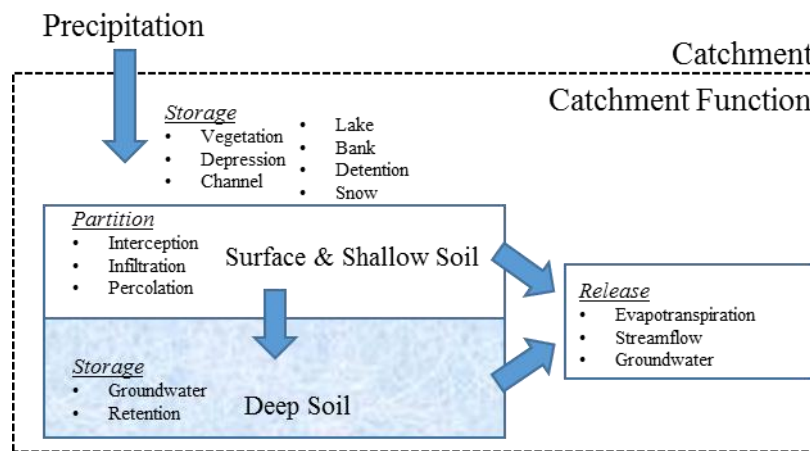 Precipitation
Catchment
Catchment Function
Storage
• Vegetation
• Depression
• Channel
• Lake
• Bank
• Detention
• Snow
Partition
• Interception
• Infiltration
• Percolation
Surface & Shallow Soil
Release
• Evapotranspiration
• Streamflow
• Groundwater
Storage
• Groundwater
• Retention
Deep Soil